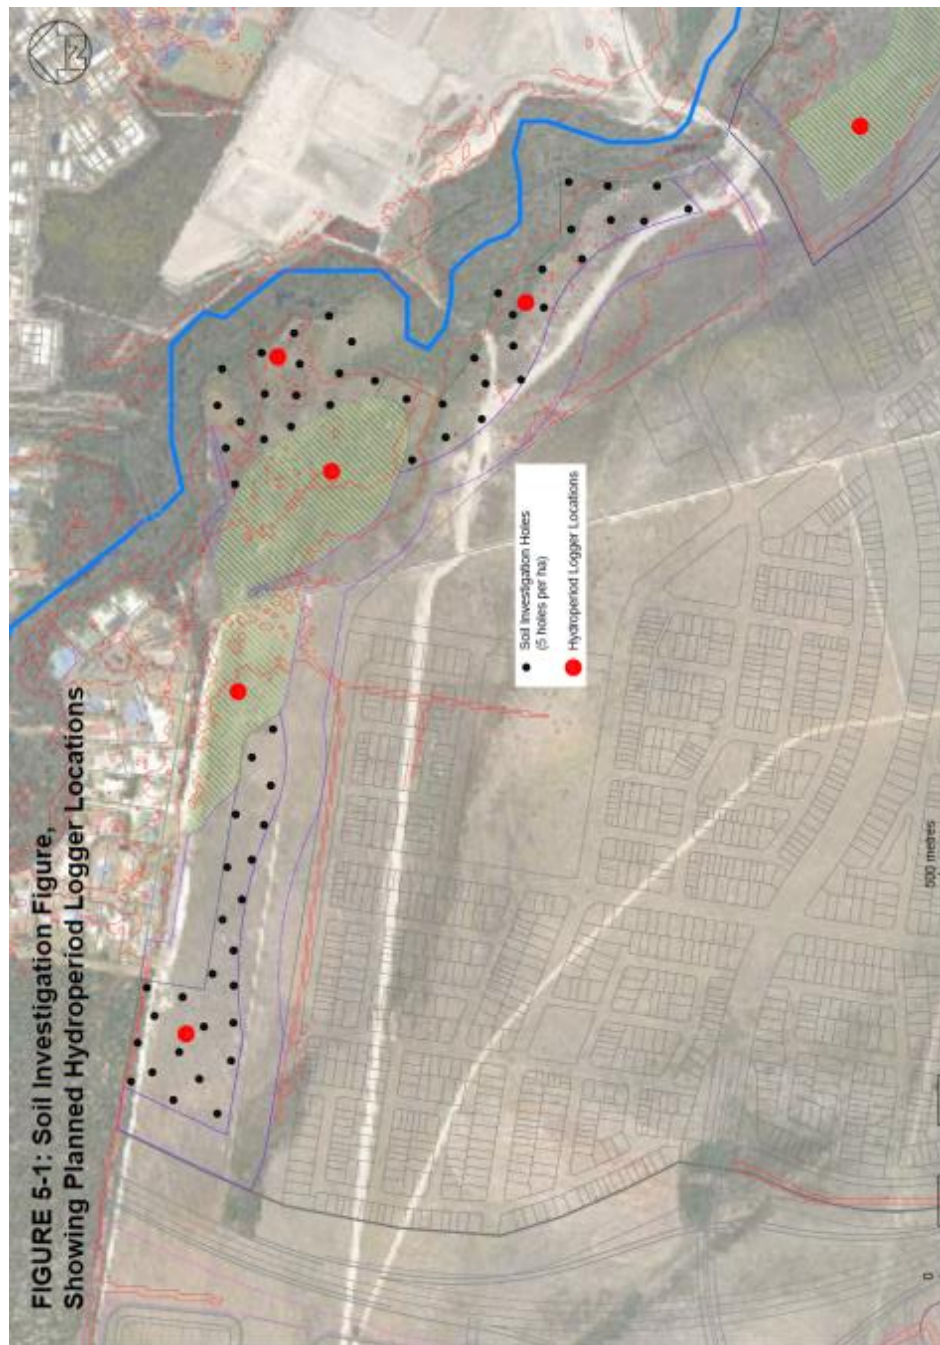 FIGURE 5-1: Soil Investigation Figure,
Showing Planned Hydroperiod Logger Locations
N
Soil Investigation Holes
(5 holes per ha)
Hydroperiod Logger Locations
0
500 metres